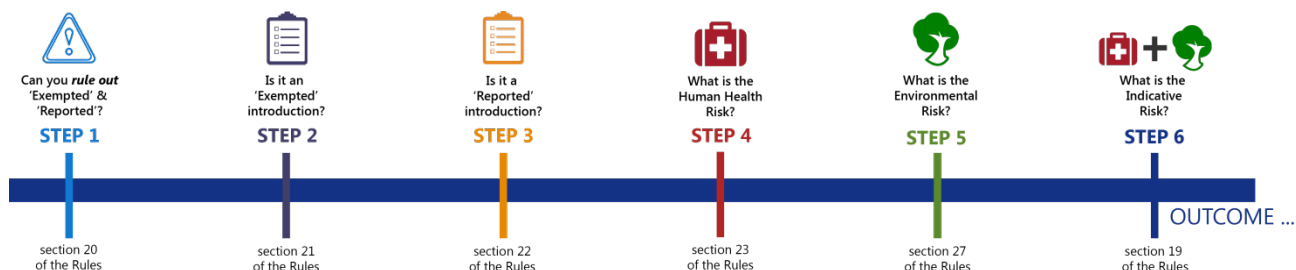 Can you rule out
'Exempted' &
'Reported'?
STEP 1
section 20
of the Rules
Is it an
'Exempted'
introduction?
STEP 2
section 21
of the Rules
Is it a
'Reported'
introduction?
STEP 3
section 22
of the Rules
What is the
Human Health
Risk?
STEP 4
section 23
of the Rules
What is the
Environmental
Risk?
STEP 5
section 27
of the Rules
What is the
Indicative
Risk?
STEP 6
section 19
of the Rules
OUTCOME ...